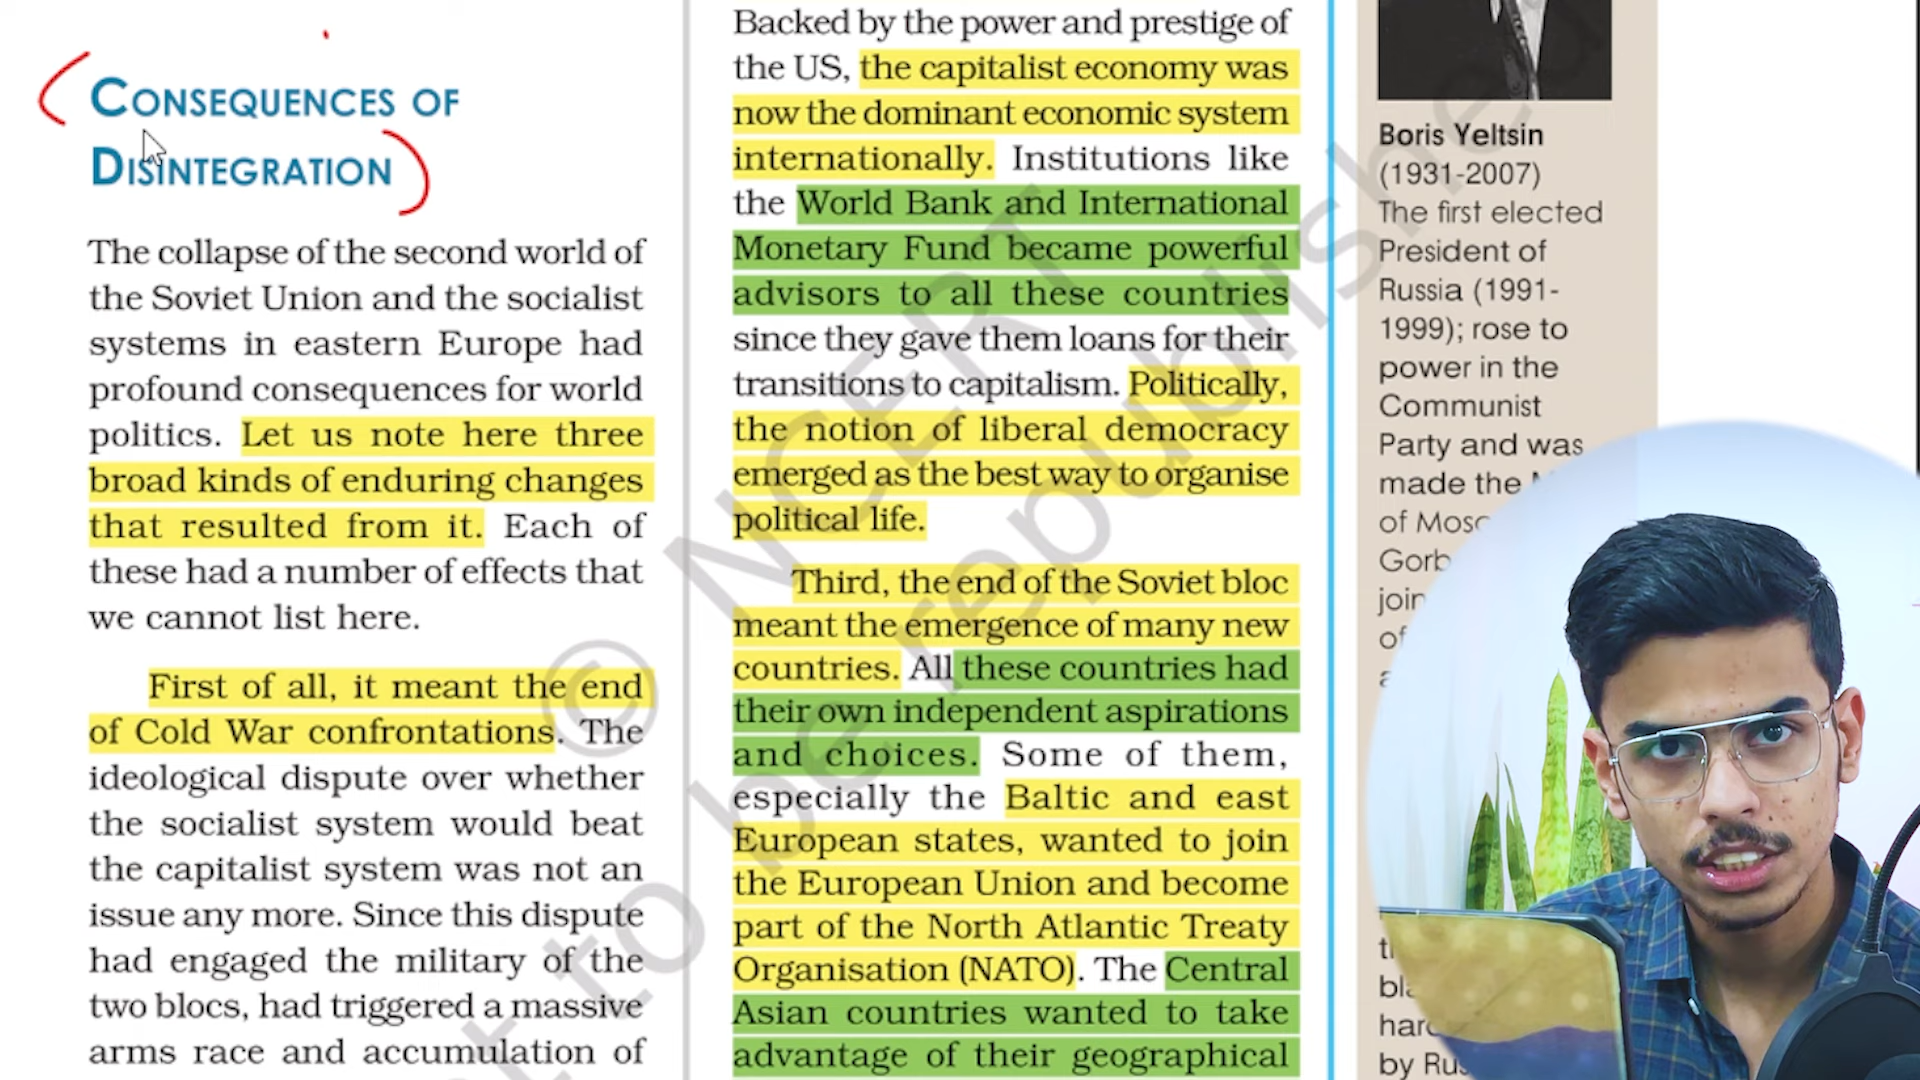 CONSEQUENCES OF
DISINTEGRATION
The collapse of the second world of
the Soviet Union and the socialist
systems in eastern Europe had
profound consequences for world
politics. Let us note here three
broad kinds of enduring changes
that resulted from it. Each of
these had a number of effects that
we cannot list here.
First of all, it meant the end
of Cold War confrontations. The
ideological dispute over whether
the socialist system would beat
the capitalist system was not an
issue any more. Since this dispute
had engaged the military of the
two blocs, had triggered a massive
arms race and accumulation of
Backed by the power and prestige of
the US, the capitalist economy was
now the dominant economic system
internationally. Institutions like
the World Bank and International
Monetary Fund became powerful
advisors to all these countries
since they gave them loans for their
transitions to capitalism. Politically,
the notion of liberal democracy
emerged as the best way to organise
political life.
Third, the end of the Soviet bloc
meant the emergence of many new
countries. All these countries had
their own independent aspirations
and choices. Some of them,
especially the Baltic and east
European states, wanted to join
the European Union and become
part of the North Atlantic Treaty
Organisation (NATO). The Central
Asian countries wanted to take
advantage of their geographical
Boris Yeltsin
(1931-2007)
The first elected
President of
Russia (1991-
1999); rose to
power in the
Communist
Party and was
made the
of
by
© NCERT
not to be republished